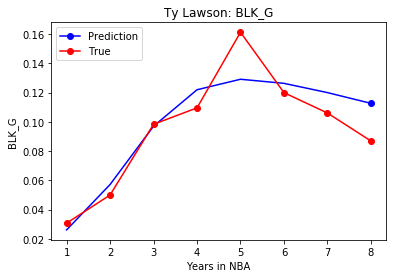 Ty Lawson: BLK_G
Prediction
True
0.16
0.14
0.12
0.10
0.08
0.06
0.04
0.02
BLK_G
1 2 3 4 5 6 7 8
Years in NBA